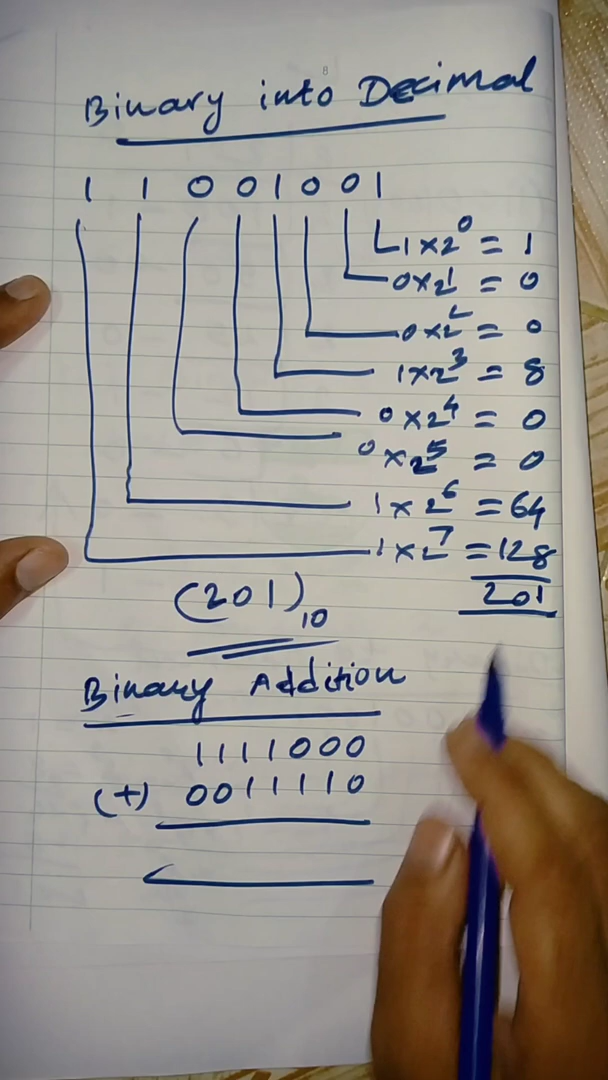 8
Binary into Decimal
1 1 0 0 1 0 0 1
1 × 2⁰ = 1
0 × 2¹ = 0
0 × 2² = 0
1 × 2³ = 8
0 × 2⁴ = 0
0 × 2⁵ = 0
1 × 2⁶ = 64
1 × 2⁷ = 128
201
(201)₁₀
Binary Addition
1111000
(+) 0011110